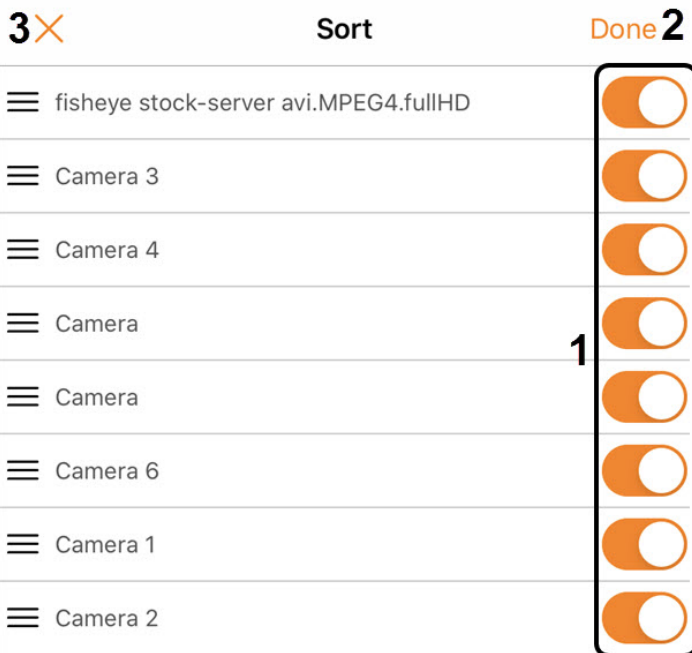 3 Sort Done 2
fisheye stock-server avi.MPEG4.fullHD
Camera 3
Camera 4
Camera
1
Camera
Camera 6
Camera 1
Camera 2